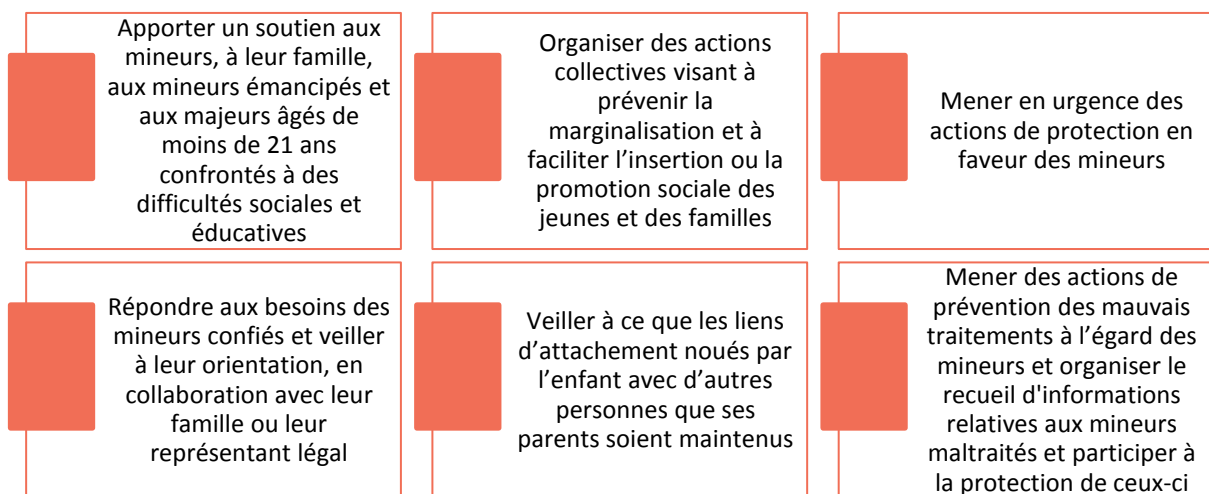 Apporter un soutien aux
mineurs, à leur famille,
aux mineurs émancipés et
aux majeurs âgés de
moins de 21 ans
confrontés à des
difficultés sociales et
éducatives
Organiser des actions
collectives visant à
prévenir la
marginalisation et à
faciliter l’insertion ou la
promotion sociale des
jeunes et des familles
Mener en urgence des
actions de protection en
faveur des mineurs
Répondre aux besoins des
mineurs confiés et veiller
à leur orientation, en
collaboration avec leur
famille ou leur
représentant légal
Veiller à ce que les liens
d’attachement noués par
l’enfant avec d’autres
personnes que ses
parents soient maintenus
Mener des actions de
prévention des mauvais
traitements à l’égard des
mineurs et organiser le
recueil d'informations
relatives aux mineurs
maltraités et participer à
la protection de ceux-ci